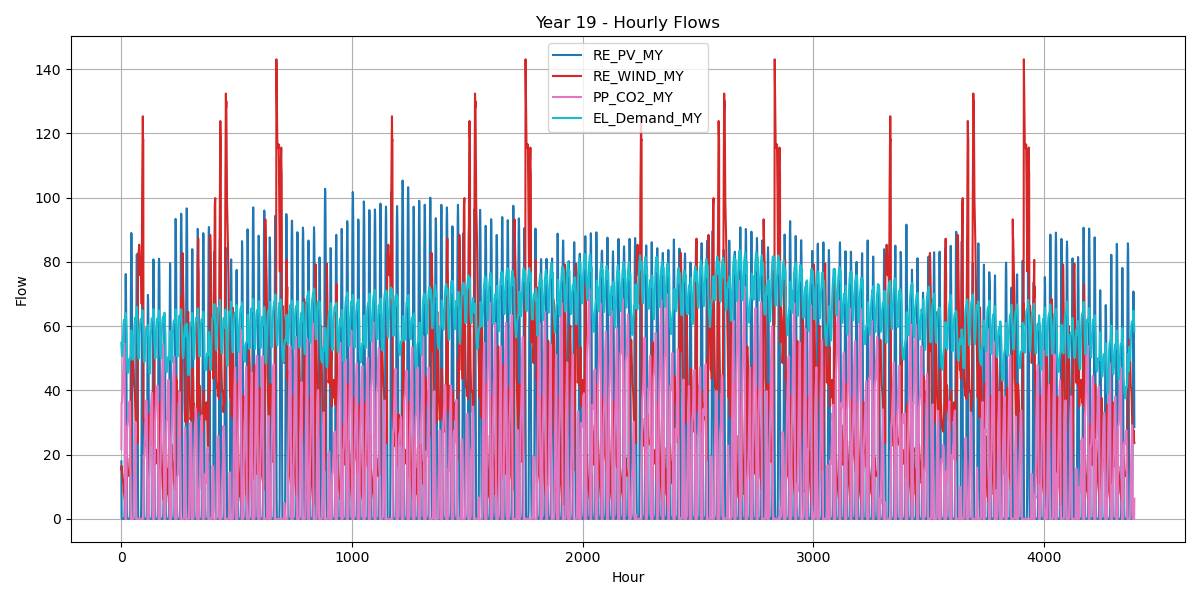 Year 19 - Hourly Flows
RE_PV_MY
RE_WIND_MY
PP_CO2_MY
EL_Demand_MY
Flow
140
120
100
80
60
40
20
0
0 1000 2000 3000 4000
Hour